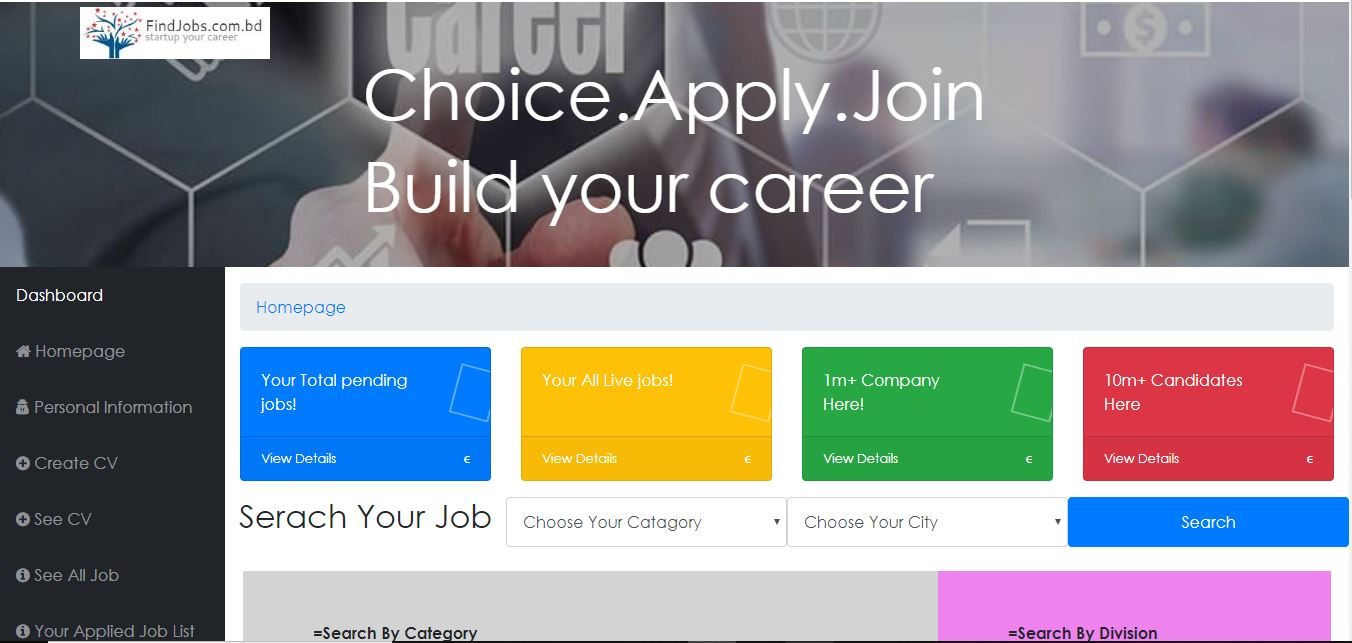 FindJobs.com.bd
startup your career
Career
Choice.Apply.Join
Build your career
Dashboard
Homepage
Personal Information
Create CV
See CV
See All Job
Your Applied Job List
Homepage
Your Total pending
jobs!
View Details
Your All Live jobs!
View Details
1m+ Company
Here!
View Details
10m+ Candidates
Here
View Details
Serach Your Job
Choose Your Catagory
Choose Your City
Search
=Search By Category
=Search By Division